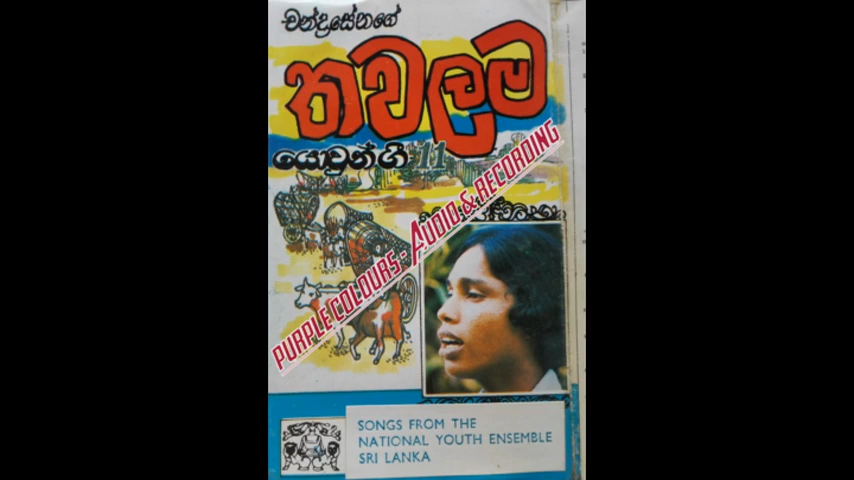 චන්ද්‍රසේනගේ
තවලම
යොවුන් ගී 11
PURPLE COLOURS - AUDIO & RECORDING
SONGS FROM THE
NATIONAL YOUTH ENSEMBLE
SRI LANKA